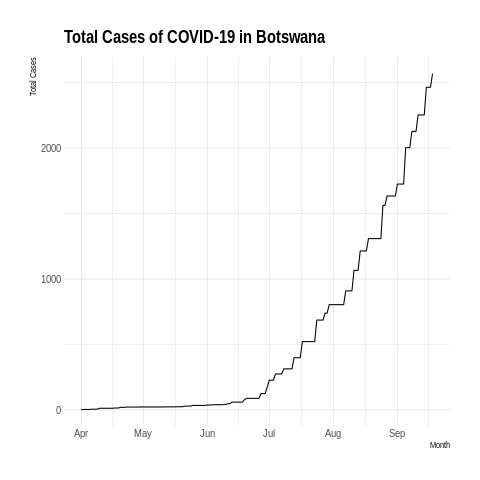 Total Cases of COVID-19 in Botswana
Total Cases
2000
1000
0
Apr May Jun Jul Aug Sep
Month